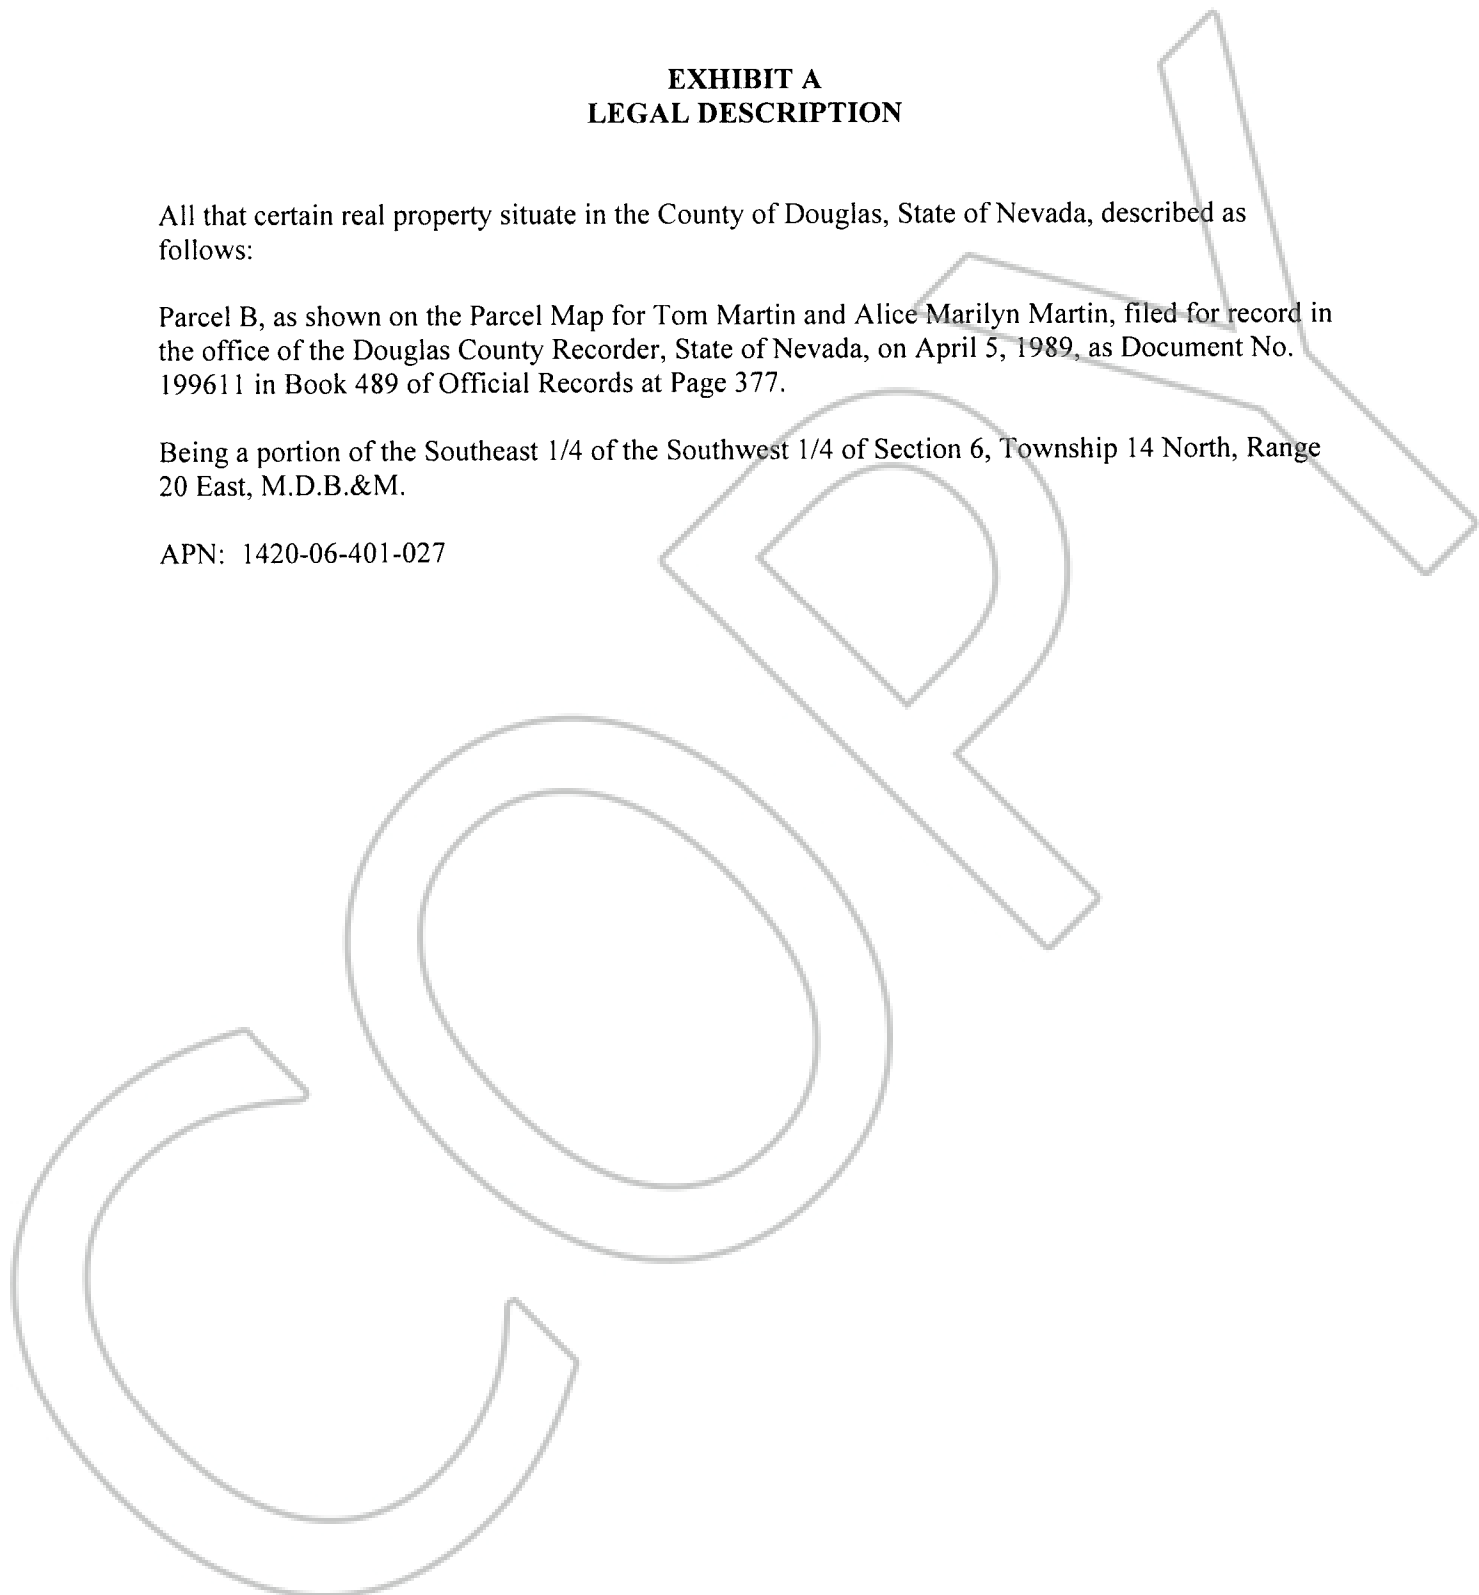 EXHIBIT A
LEGAL DESCRIPTION
All that certain real property situate in the County of Douglas, State of Nevada, described as
follows:
Parcel B, as shown on the Parcel Map for Tom Martin and Alice Marilyn Martin, filed for record in
the office of the Douglas County Recorder, State of Nevada, on April 5, 1989, as Document No.
199611 in Book 489 of Official Records at Page 377.
Being a portion of the Southeast 1/4 of the Southwest 1/4 of Section 6, Township 14 North, Range
20 East, M.D.B.&M.
APN: 1420-06-401-027
COPY